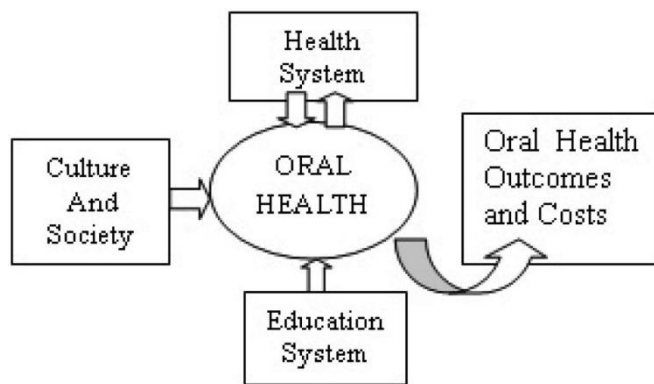 Health
System
Culture
And
Society
ORAL
HEALTH
Oral Health
Outcomes
and Costs
Education
System